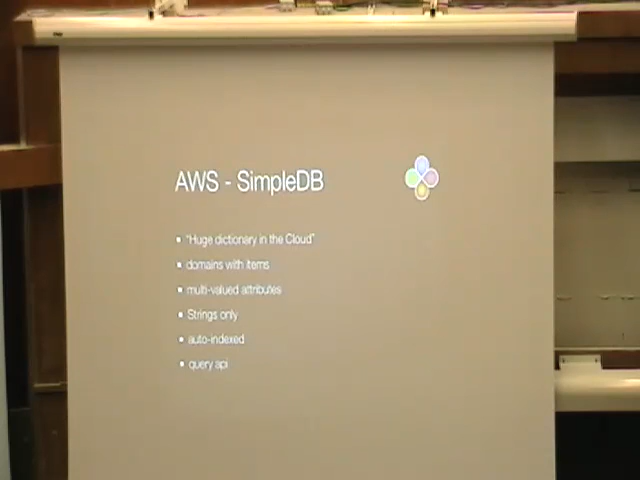 AWS - SimpleDB
"Huge dictionary in the Cloud"
domains with items
multi-valued attributes
Strings only
auto-indexed
query api